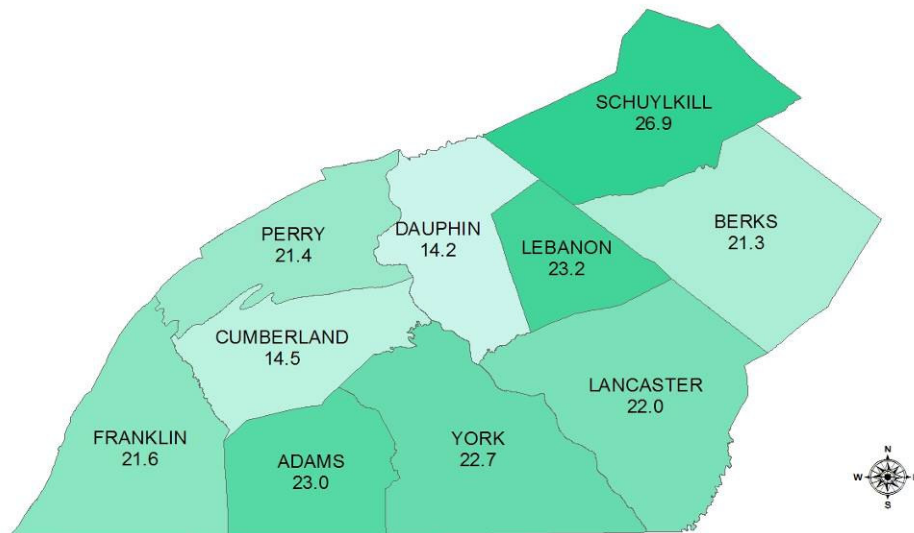 SCHUYLKILL
26.9
BERKS
21.3
DAUPHIN
14.2
PERRY
21.4
LEBANON
23.2
CUMBERLAND
14.5
LANCASTER
22.0
FRANKLIN
21.6
YORK
22.7
ADAMS
23.0
N
W
S